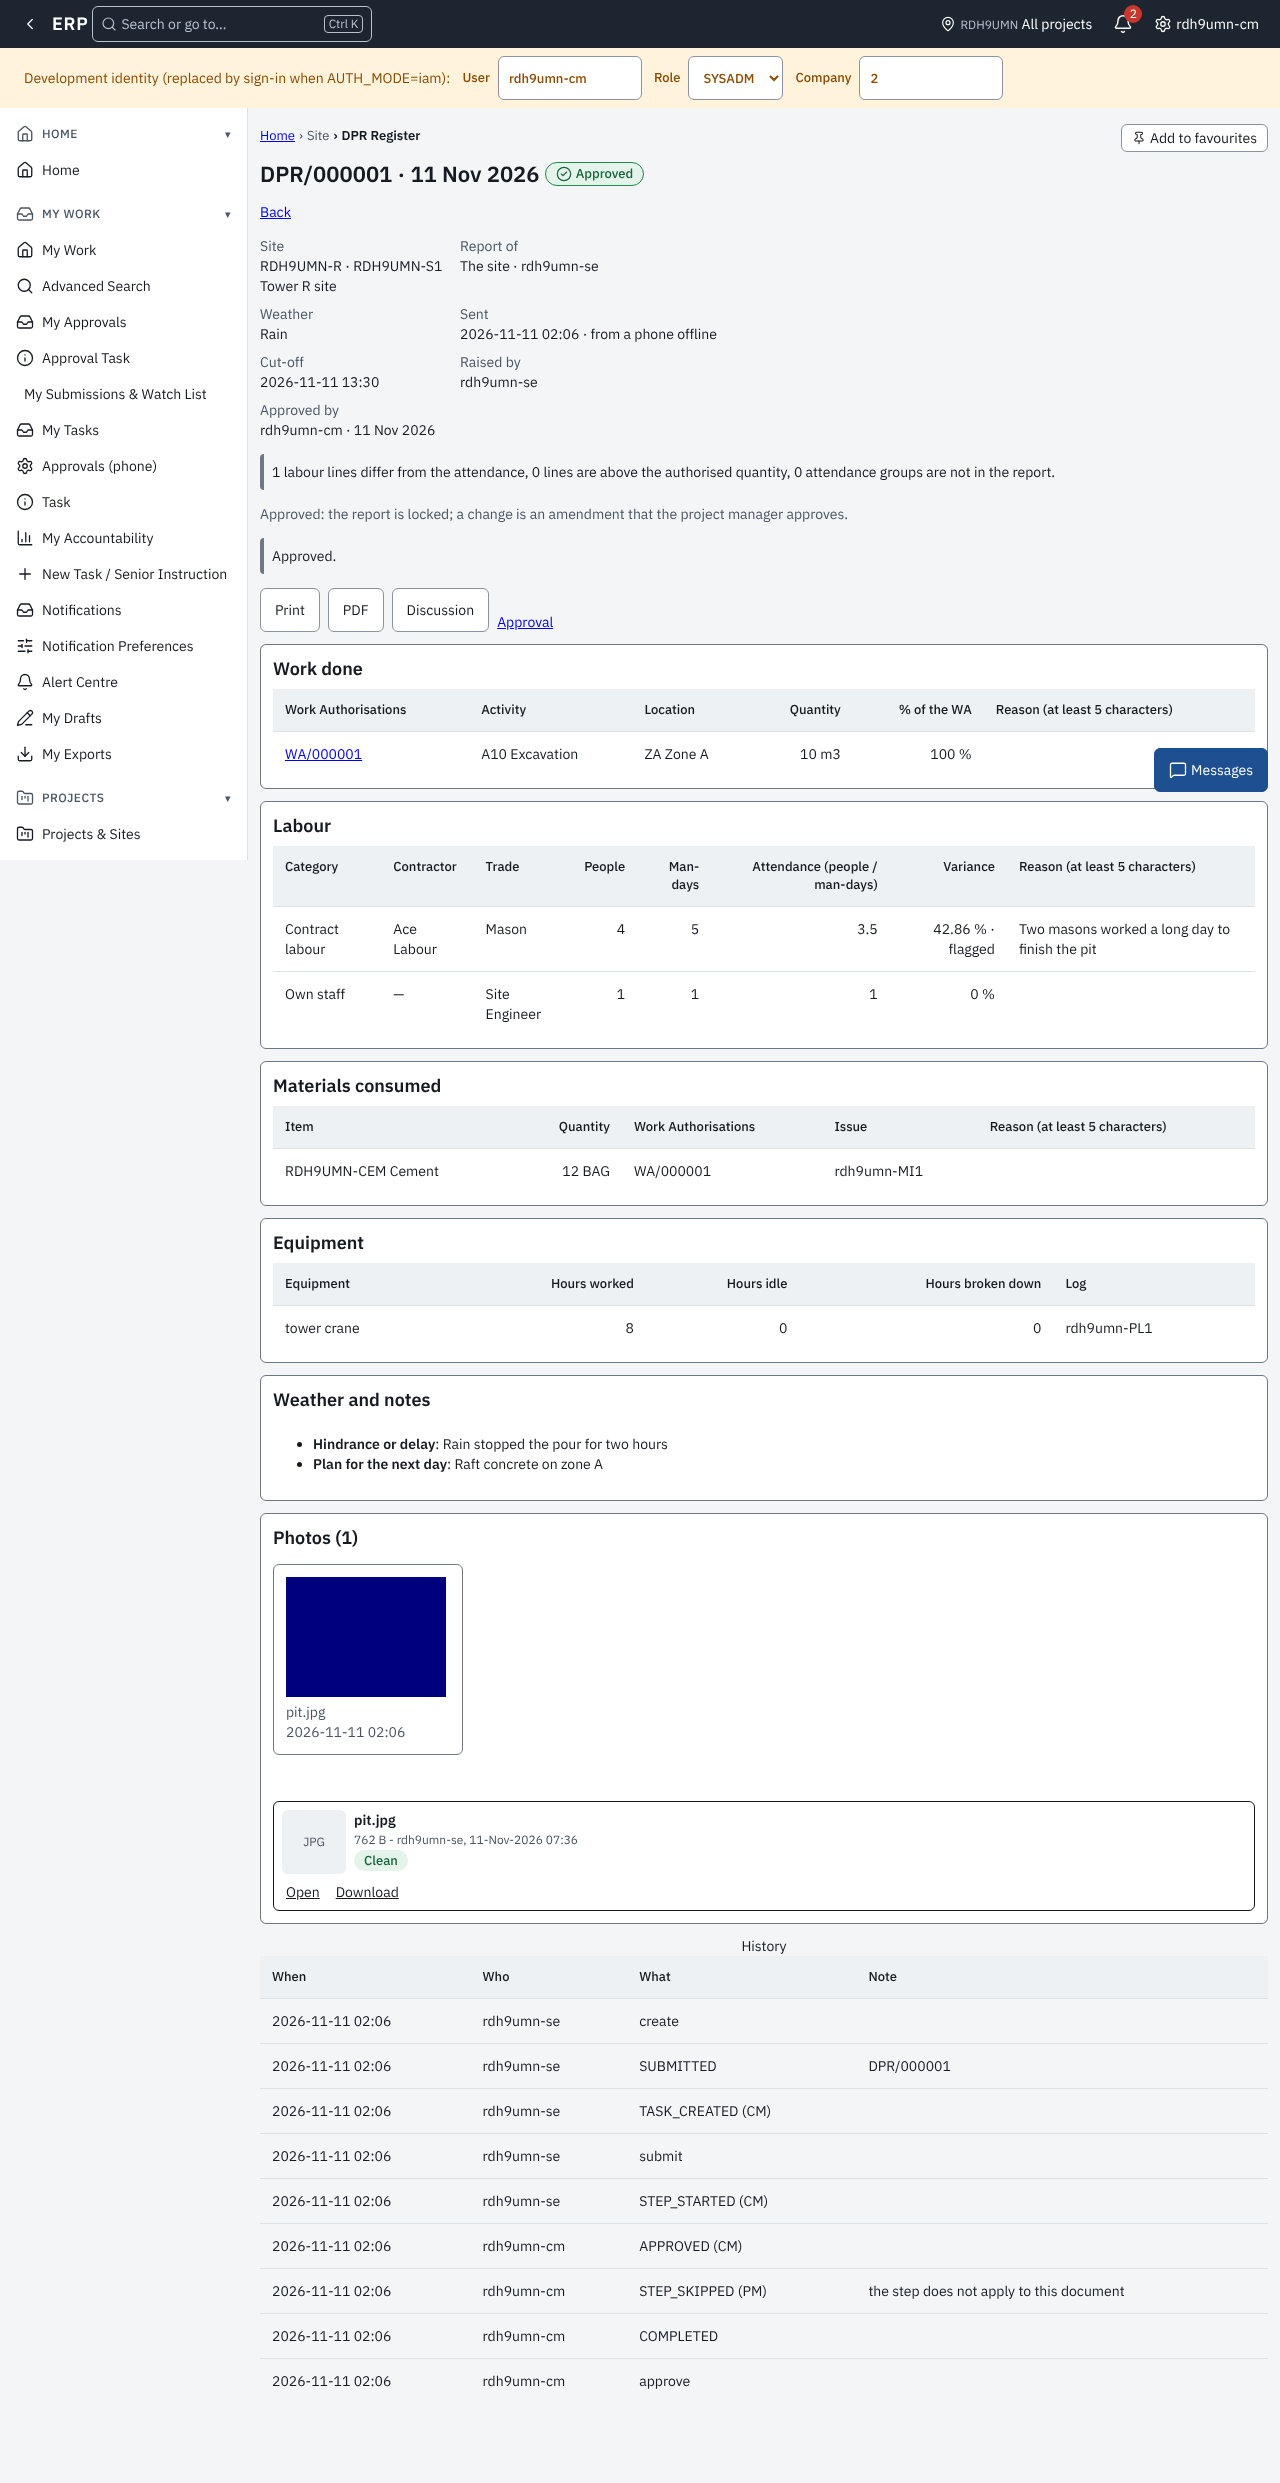 ERP
Search or go to...
Ctrl K
RDH9UMN All projects
2
rdh9umn-cm
Development identity (replaced by sign-in when AUTH_MODE=iam):
User
rdh9umn-cm
Role
SYSADM
Company
2
HOME
Home
MY WORK
My Work
Advanced Search
My Approvals
Approval Task
My Submissions & Watch List
My Tasks
Approvals (phone)
Task
My Accountability
New Task / Senior Instruction
Notifications
Notification Preferences
Alert Centre
My Drafts
My Exports
PROJECTS
Projects & Sites
Home › Site › DPR Register
Add to favourites
DPR/000001 · 11 Nov 2026
Approved
Back
Site
RDH9UMN-R · RDH9UMN-S1
Tower R site
Report of
The site · rdh9umn-se
Weather
Rain
Sent
2026-11-11 02:06 · from a phone offline
Cut-off
2026-11-11 13:30
Raised by
rdh9umn-se
Approved by
rdh9umn-cm · 11 Nov 2026
1 labour lines differ from the attendance, 0 lines are above the authorised quantity, 0 attendance groups are not in the report.
Approved: the report is locked; a change is an amendment that the project manager approves.
Approved.
Print
PDF
Discussion
Approval
Work done
Work Authorisations Activity Location Quantity % of the WA Reason (at least 5 characters)
WA/000001 A10 Excavation ZA Zone A 10 m3 100 %
Messages
Labour
Category Contractor Trade People Man-days Attendance (people / man-days) Variance Reason (at least 5 characters)
Contract labour Ace Labour Mason 4 5 3.5 42.86 % · flagged Two masons worked a long day to finish the pit
Own staff — Site Engineer 1 1 1 0 %
Materials consumed
Item Quantity Work Authorisations Issue Reason (at least 5 characters)
RDH9UMN-CEM Cement 12 BAG WA/000001 rdh9umn-MI1
Equipment
Equipment Hours worked Hours idle Hours broken down Log
tower crane 8 0 0 rdh9umn-PL1
Weather and notes
Hindrance or delay: Rain stopped the pour for two hours
Plan for the next day: Raft concrete on zone A
Photos (1)
pit.jpg
2026-11-11 02:06
JPG
pit.jpg
762 B - rdh9umn-se, 11-Nov-2026 07:36
Clean
Open Download
History
When Who What Note
2026-11-11 02:06 rdh9umn-se create
2026-11-11 02:06 rdh9umn-se SUBMITTED DPR/000001
2026-11-11 02:06 rdh9umn-se TASK_CREATED (CM)
2026-11-11 02:06 rdh9umn-se submit
2026-11-11 02:06 rdh9umn-se STEP_STARTED (CM)
2026-11-11 02:06 rdh9umn-cm APPROVED (CM)
2026-11-11 02:06 rdh9umn-cm STEP_SKIPPED (PM) the step does not apply to this document
2026-11-11 02:06 rdh9umn-cm COMPLETED
2026-11-11 02:06 rdh9umn-cm approve